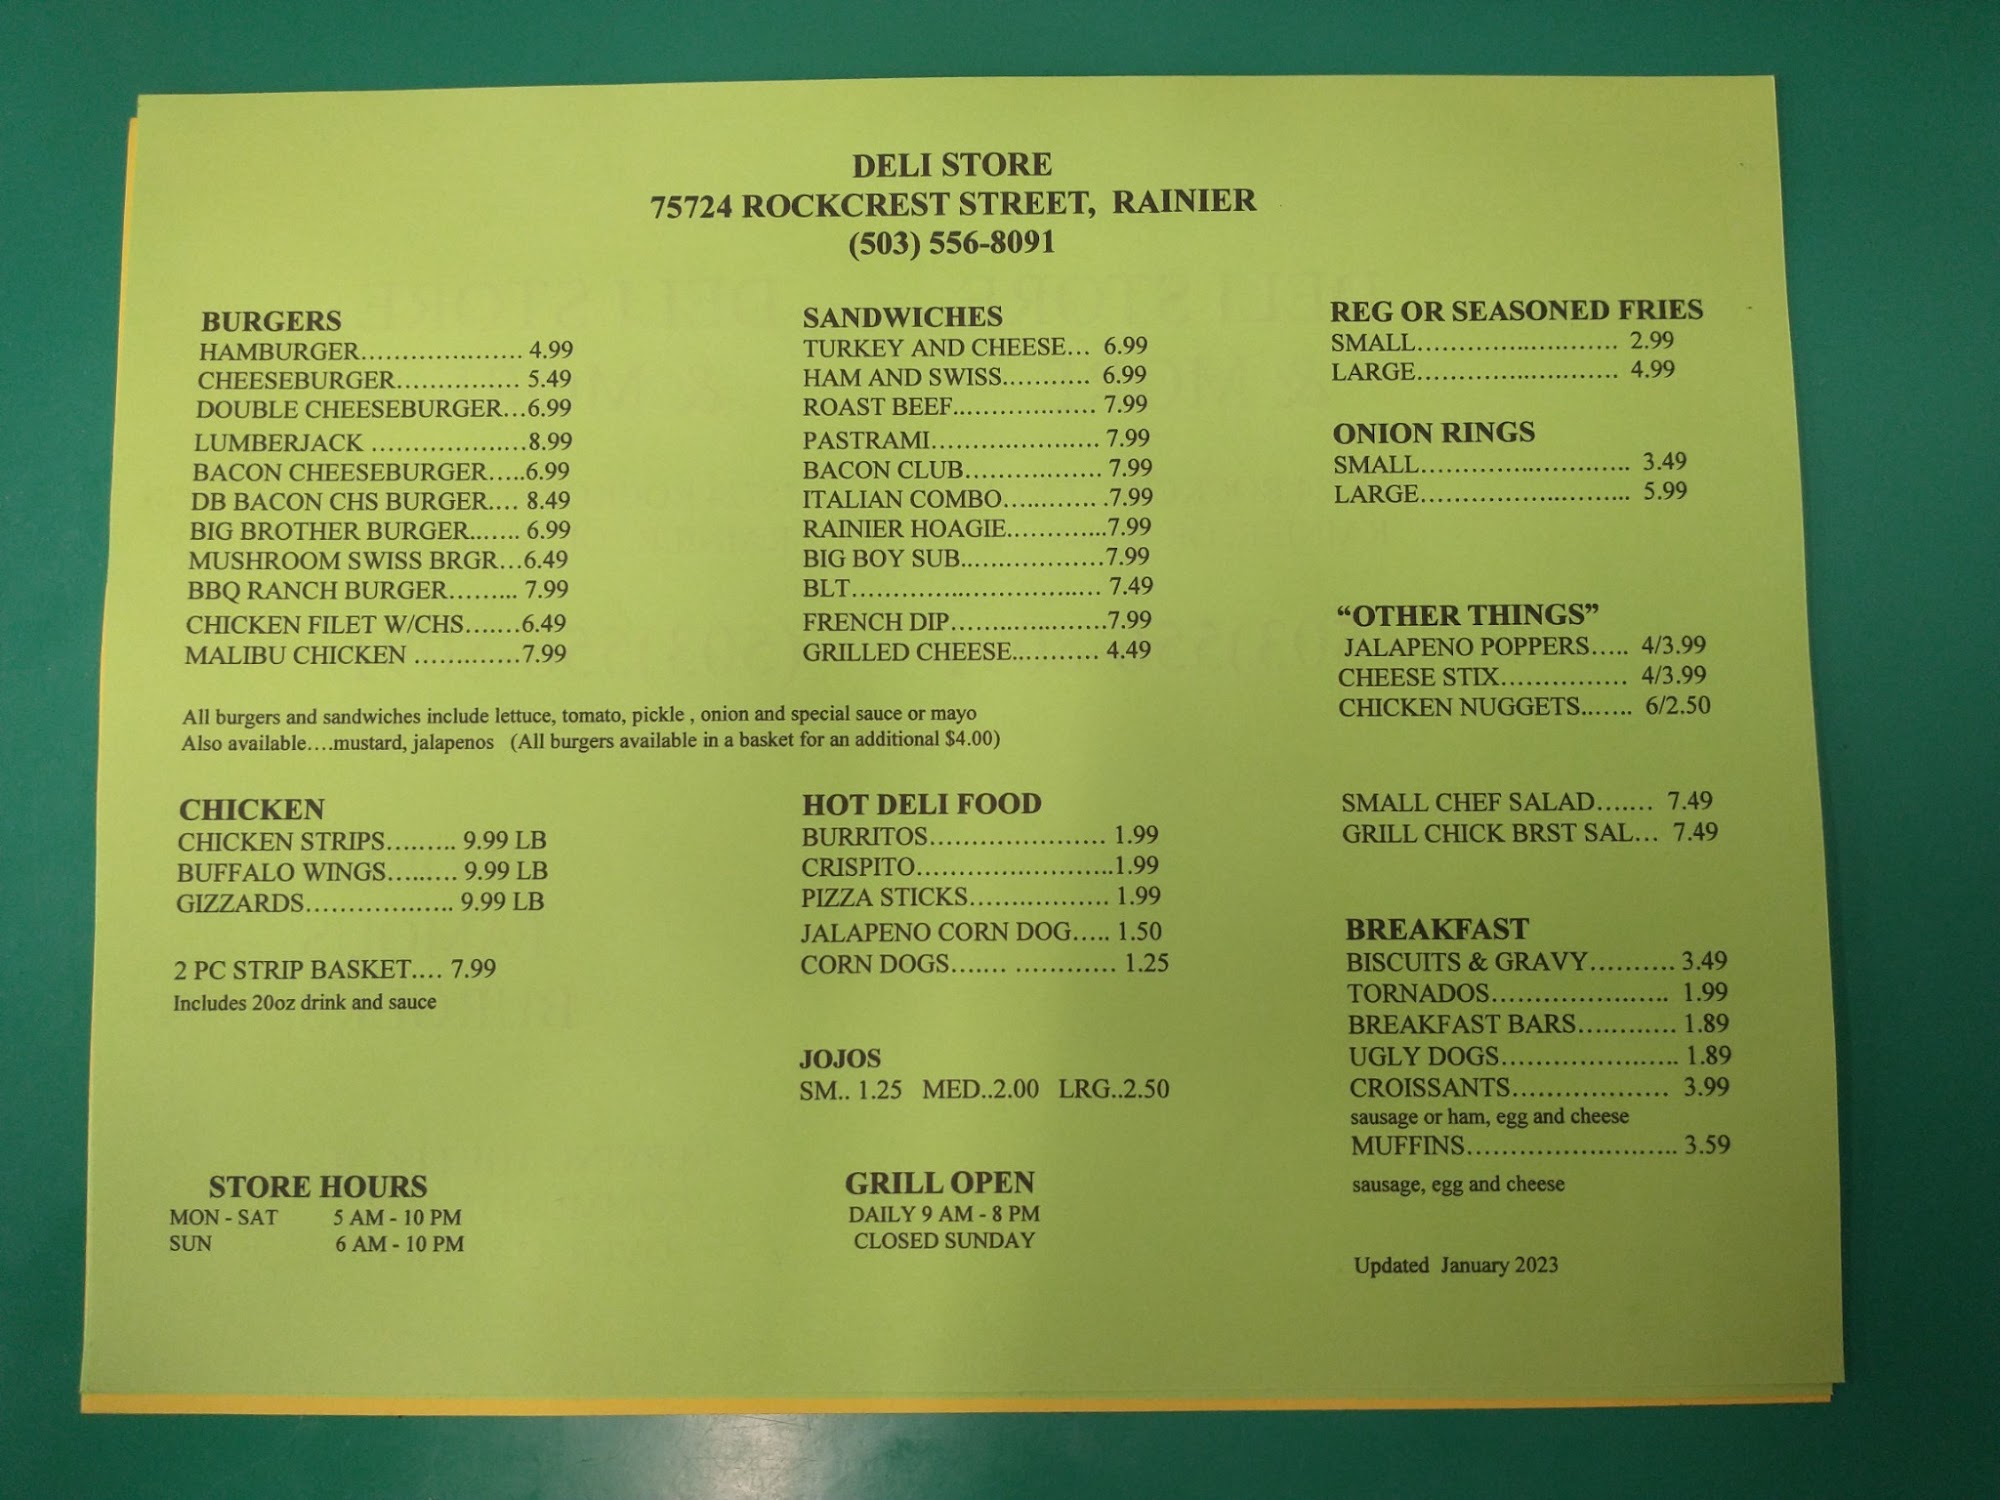 DELI STORE
75724 ROCKCREST STREET, RAINIER
(503) 556-8091
BURGERS
HAMBURGER..................... 4.99
CHEESEBURGER............... 5.49
DOUBLE CHEESEBURGER...6.99
LUMBERJACK ..................8.99
BACON CHEESEBURGER.....6.99
DB BACON CHS BURGER.... 8.49
BIG BROTHER BURGER....... 6.99
MUSHROOM SWISS BRGR...6.49
BBQ RANCH BURGER......... 7.99
CHICKEN FILET W/CHS.......6.49
MALIBU CHICKEN .............7.99
SANDWICHES
TURKEY AND CHEESE... 6.99
HAM AND SWISS........... 6.99
ROAST BEEF.................. 7.99
PASTRAMI..................... 7.99
BACON CLUB................. 7.99
ITALIAN COMBO........... .7.99
RAINIER HOAGIE............7.99
BIG BOY SUB..................7.99
BLT................................ 7.49
FRENCH DIP...................7.99
GRILLED CHEESE........... 4.49
REG OR SEASONED FRIES
SMALL.......................... 2.99
LARGE.......................... 4.99
ONION RINGS
SMALL........................... 3.49
LARGE........................... 5.99
"OTHER THINGS"
JALAPENO POPPERS..... 4/3.99
CHEESE STIX............... 4/3.99
CHICKEN NUGGETS....... 6/2.50
SMALL CHEF SALAD....... 7.49
GRILL CHICK BRST SAL... 7.49
All burgers and sandwiches include lettuce, tomato, pickle , onion and special sauce or mayo
Also available....mustard, jalapenos (All burgers available in a basket for an additional $4.00)
CHICKEN
CHICKEN STRIPS......... 9.99 LB
BUFFALO WINGS......... 9.99 LB
GIZZARDS.................. 9.99 LB
2 PC STRIP BASKET.... 7.99
Includes 20oz drink and sauce
HOT DELI FOOD
BURRITOS..................... 1.99
CRISPITO........................1.99
PIZZA STICKS................. 1.99
JALAPENO CORN DOG..... 1.50
CORN DOGS....... ............ 1.25
JOJOS
SM.. 1.25 MED..2.00 LRG..2.50
BREAKFAST
BISCUITS & GRAVY.......... 3.49
TORNADOS..................... 1.99
BREAKFAST BARS............ 1.89
UGLY DOGS..................... 1.89
CROISSANTS................... 3.99
sausage or ham, egg and cheese
MUFFINS......................... 3.59
sausage, egg and cheese
STORE HOURS
MON - SAT 5 AM - 10 PM
SUN 6 AM - 10 PM
GRILL OPEN
DAILY 9 AM - 8 PM
CLOSED SUNDAY
Updated January 2023